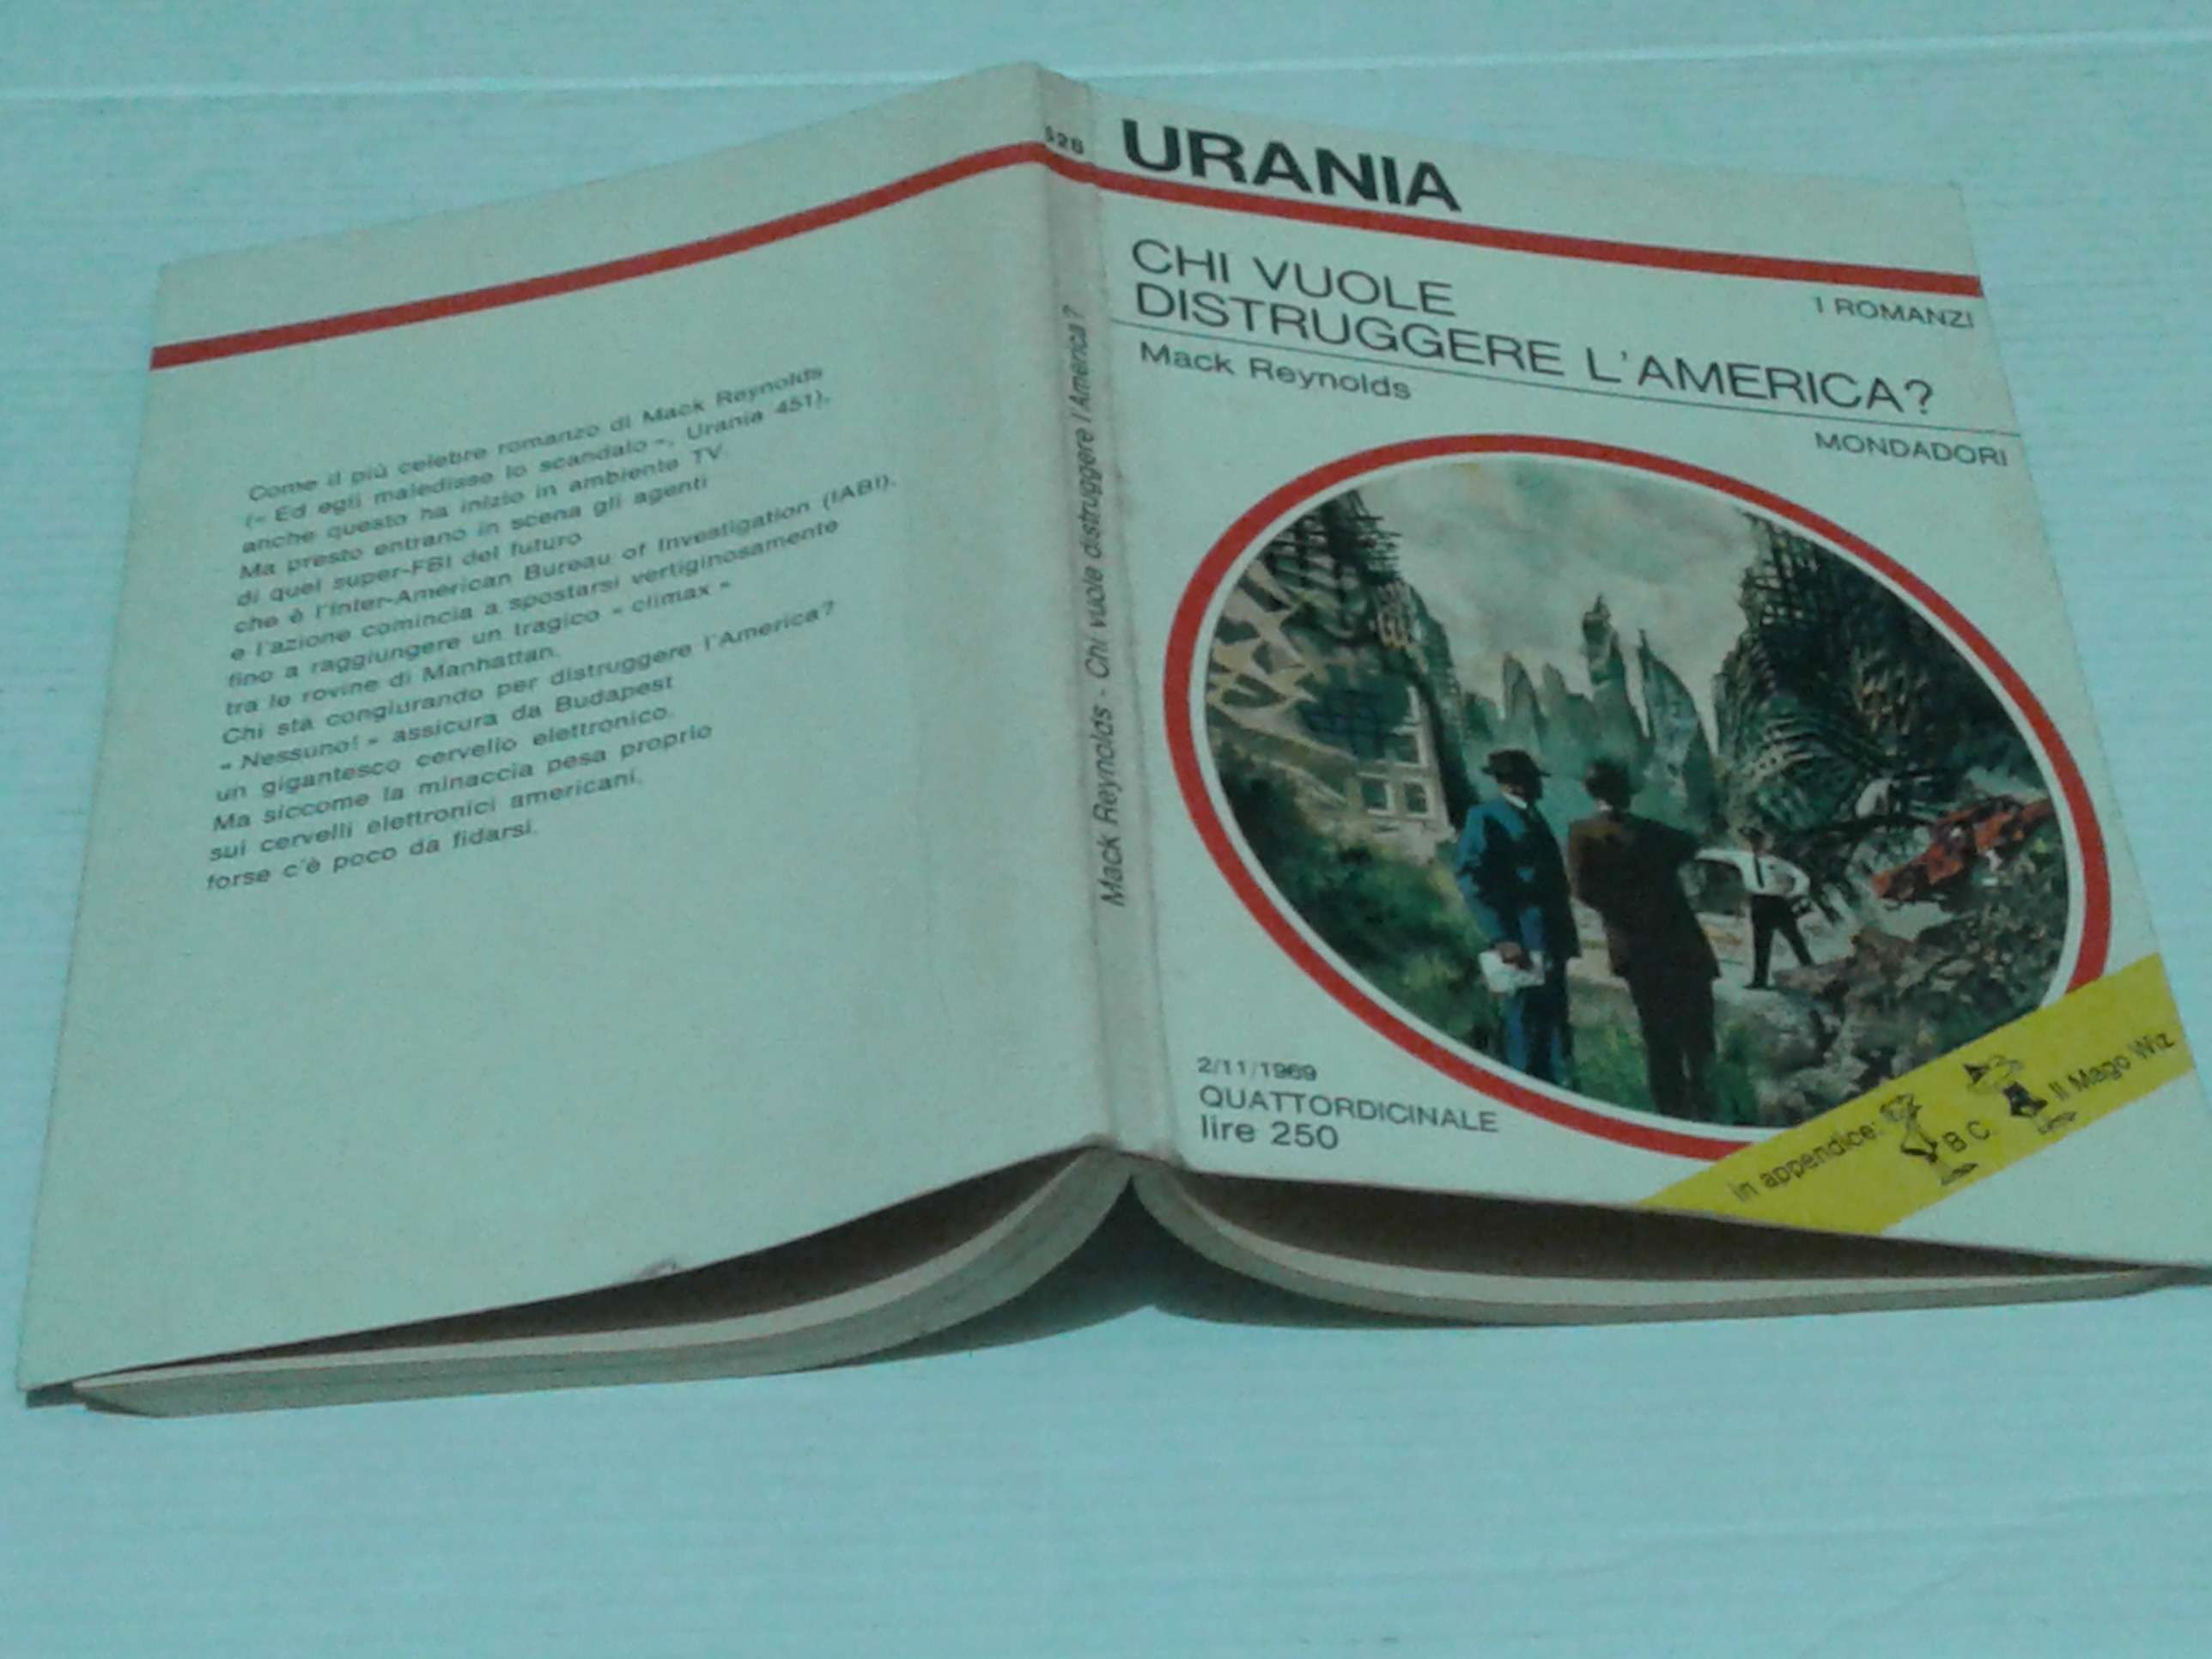 Come il più celebre romanzo di Mack Reynolds
(« Ed egli maledisse lo scandalo », Urania 451),
anche questo ha inizio in ambiente TV.
Ma presto entrano in scena gli agenti
di quel super-FBI del futuro
che è l'Inter-American Bureau of Investigation (IABI),
e l'azione comincia a spostarsi vertiginosamente
fino a raggiungere un tragico « climax »
tra le rovine di Manhattan.
Chi sta congiurando per distruggere l'America?
« Nessuno! » assicura da Budapest
un gigantesco cervello elettronico.
Ma siccome la minaccia pesa proprio
sui cervelli elettronici americani,
forse c'è poco da fidarsi.
528
Mack Reynolds - Chi vuole distruggere l'America?
URANIA
I ROMANZI
CHI VUOLE
DISTRUGGERE L'AMERICA?
Mack Reynolds
MONDADORI
2/11/1969
QUATTORDICINALE
lire 250
In appendice: B.C. Il Mago Wiz